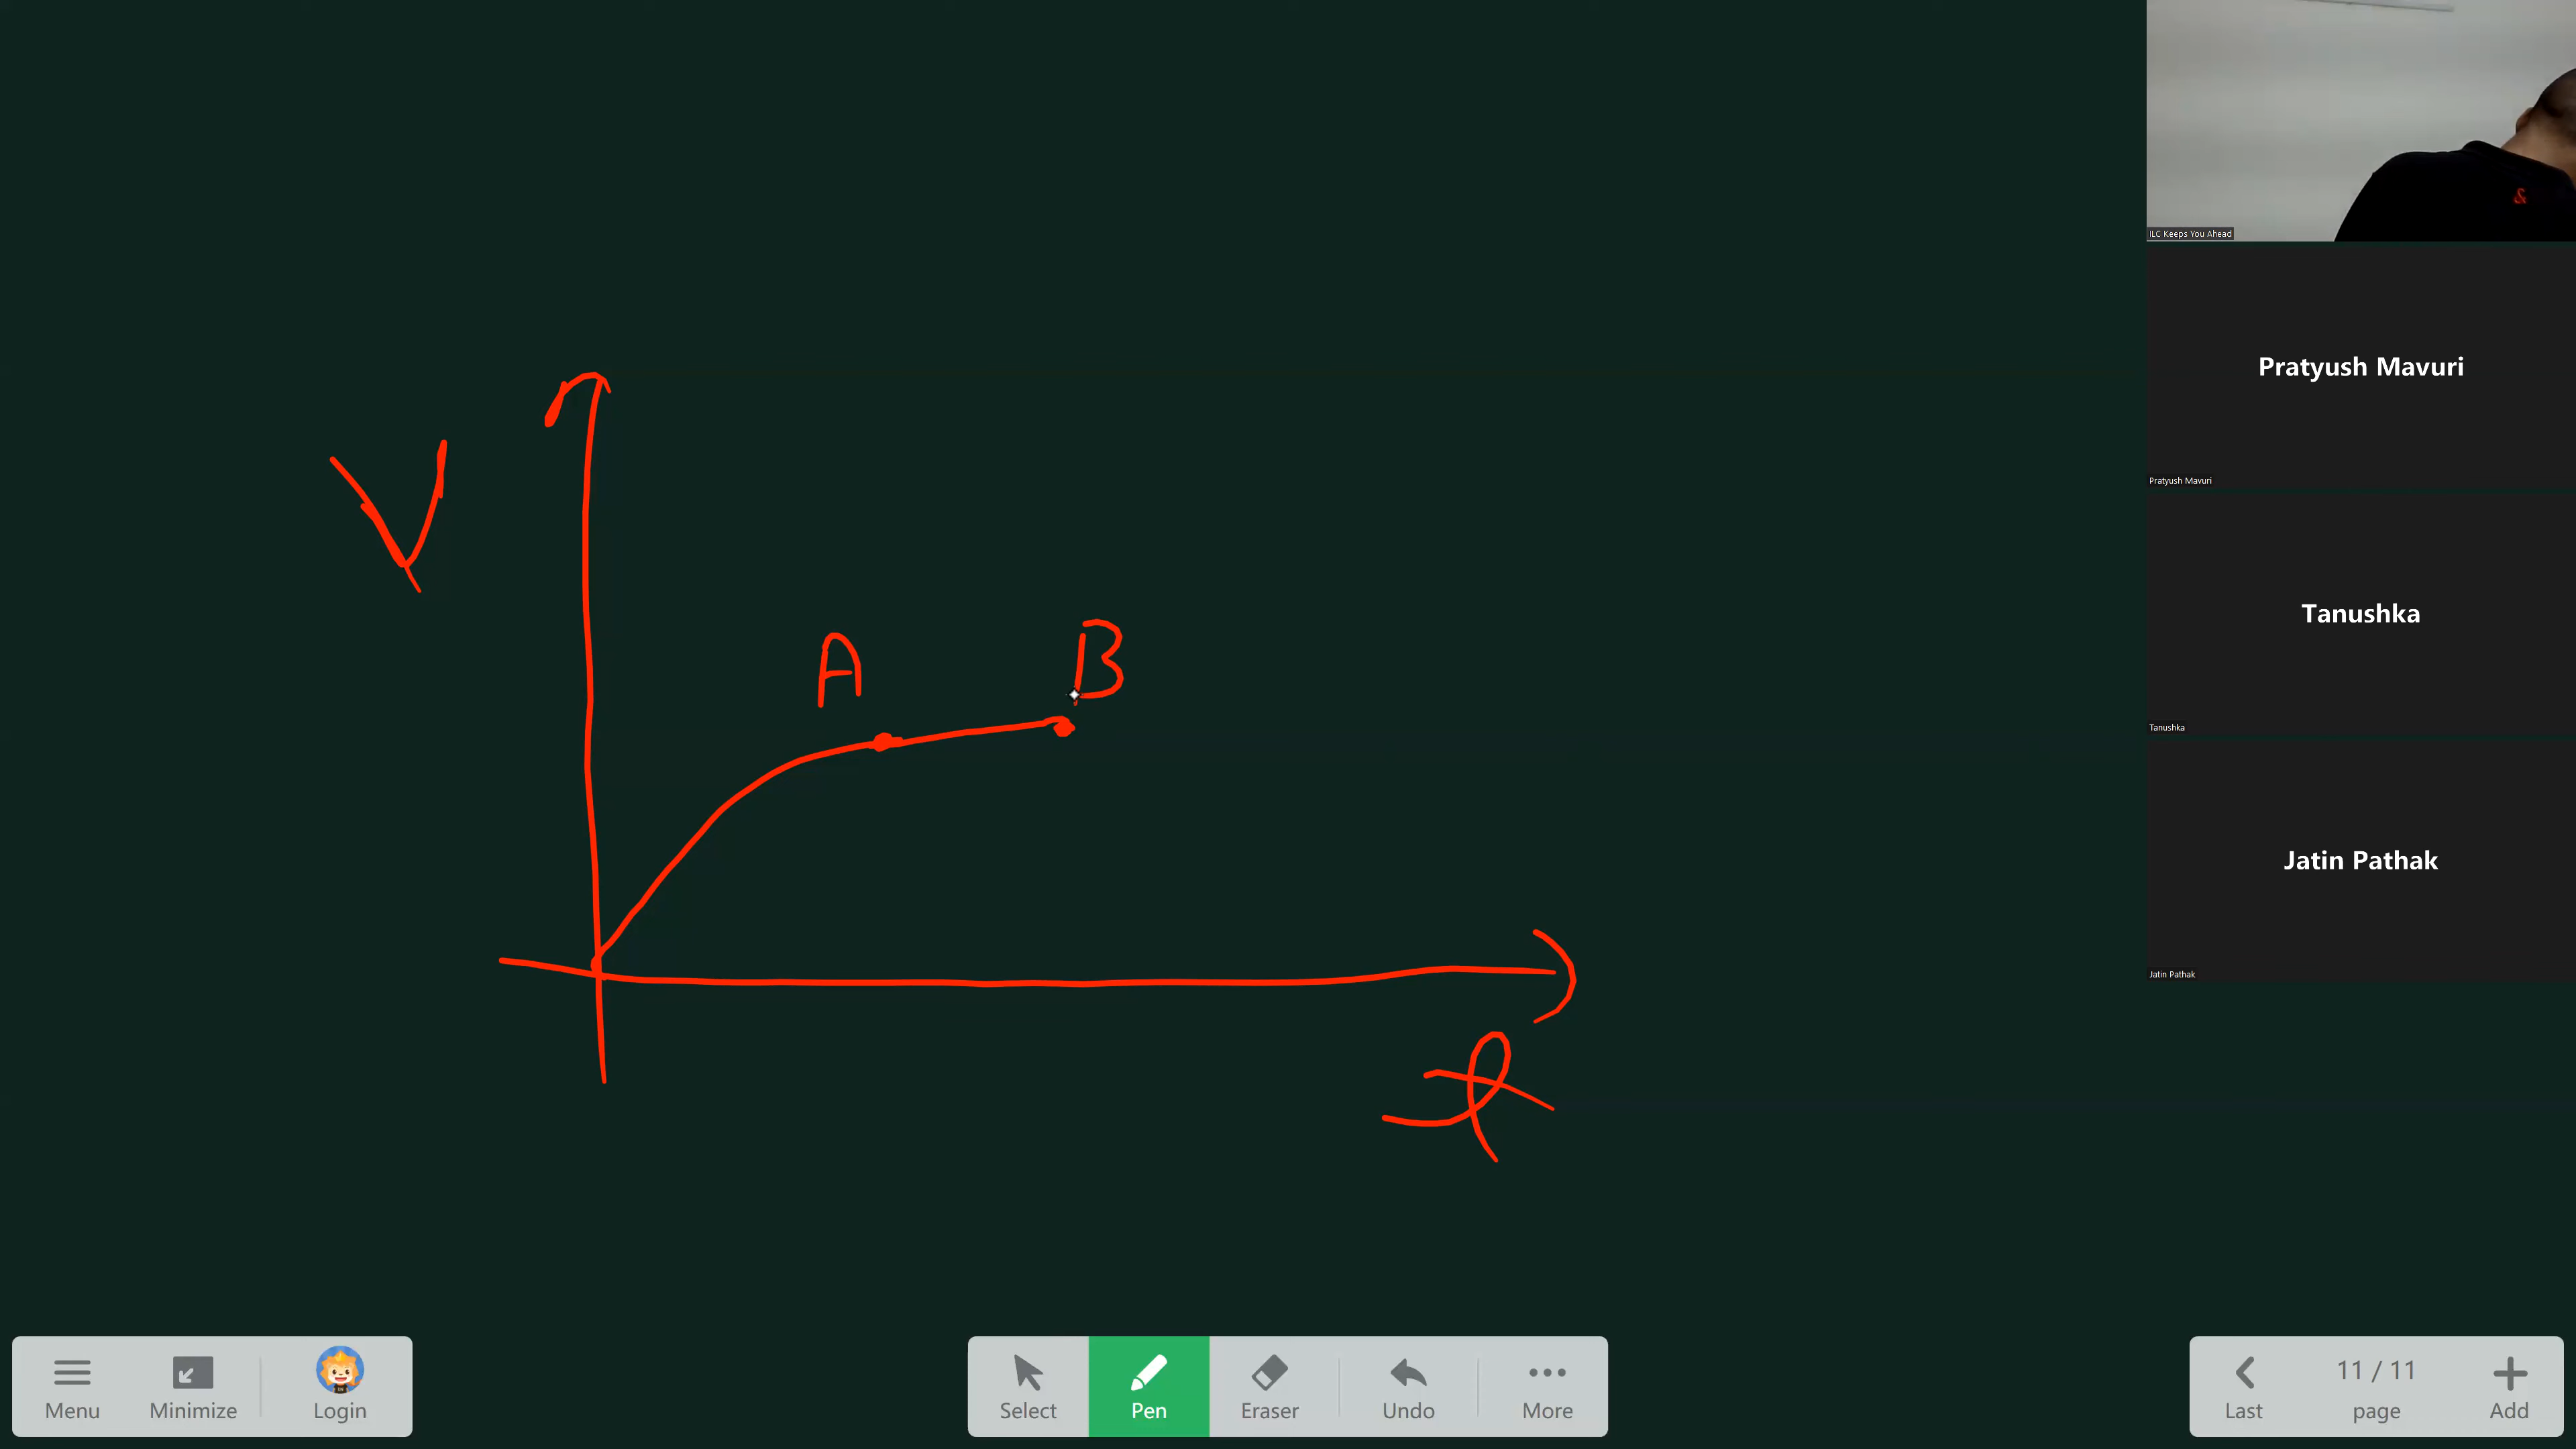 V
A
B
&
ILC Keeps You Ahead
Pratyush Mavuri
Pratyush Mavuri
Tanushka
Tanushka
Jatin Pathak
Jatin Pathak
Menu
Minimize
Login
Select
Pen
Eraser
Undo
More
Last
11 / 11
page
Add